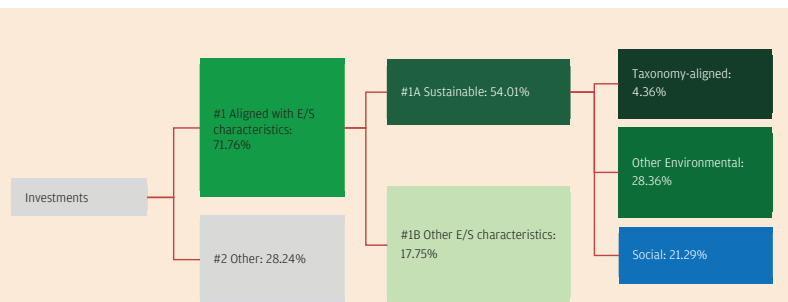 Investments
#1 Aligned with E/S
characteristics:
71.76%
#2 Other: 28.24%
#1A Sustainable: 54.01%
#1B Other E/S characteristics:
17.75%
Taxonomy-aligned:
4.36%
Other Environmental:
28.36%
Social: 21.29%